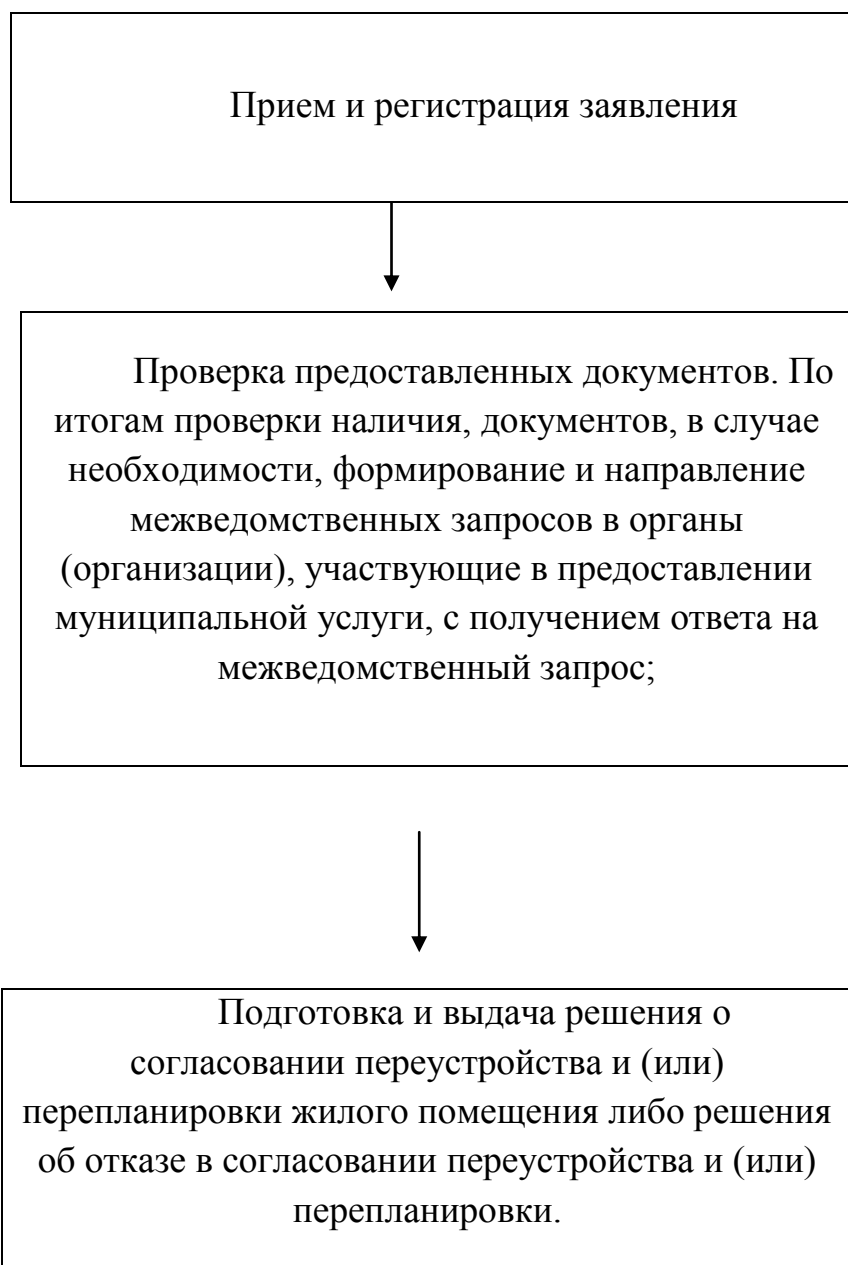 Прием и регистрация заявления
Проверка предоставленных документов. По
итогам проверки наличия, документов, в случае
необходимости, формирование и направление
межведомственных запросов в органы
(организации), участвующие в предоставлении
муниципальной услуги, с получением ответа на
межведомственный запрос;
Подготовка и выдача решения о
согласовании переустройства и (или)
перепланировки жилого помещения либо решения
об отказе в согласовании переустройства и (или)
перепланировки.